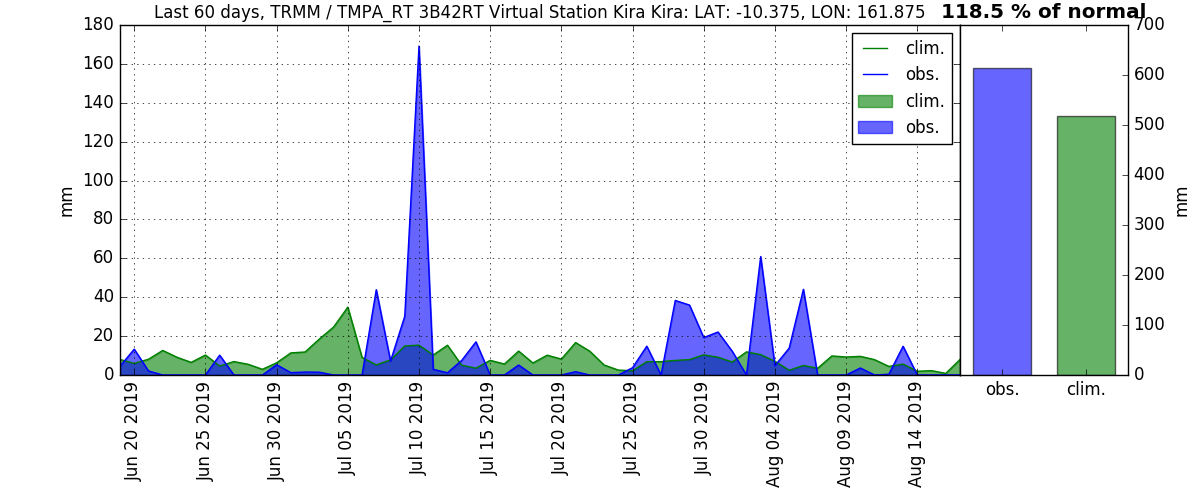 Last 60 days, TRMM / TMPA_RT 3B42RT Virtual Station Kira Kira: LAT: -10.375, LON: 161.875 118.5 % of normal
180
160
140
120
100
80
60
40
20
0
mm
clim.
obs.
clim.
obs.
Jun 20 2019
Jun 25 2019
Jun 30 2019
Jul 05 2019
Jul 10 2019
Jul 15 2019
Jul 20 2019
Jul 25 2019
Jul 30 2019
Aug 04 2019
Aug 09 2019
Aug 14 2019
700
600
500
400
300
200
100
0
mm
obs. clim.